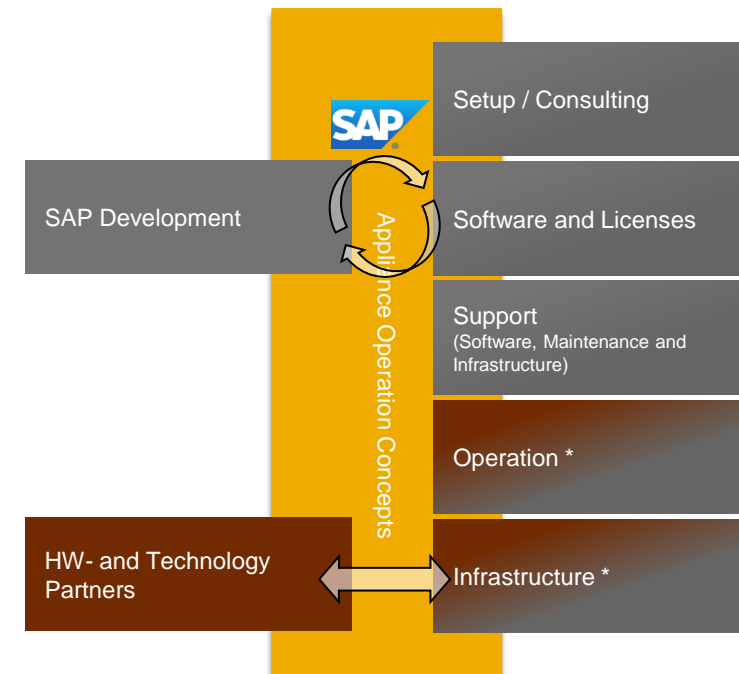 SAP
Setup / Consulting
SAP Development
Software and Licenses
Appliance Operation Concepts
Support
(Software, Maintenance and
Infrastructure)
Operation *
HW- and Technology
Partners
Infrastructure *